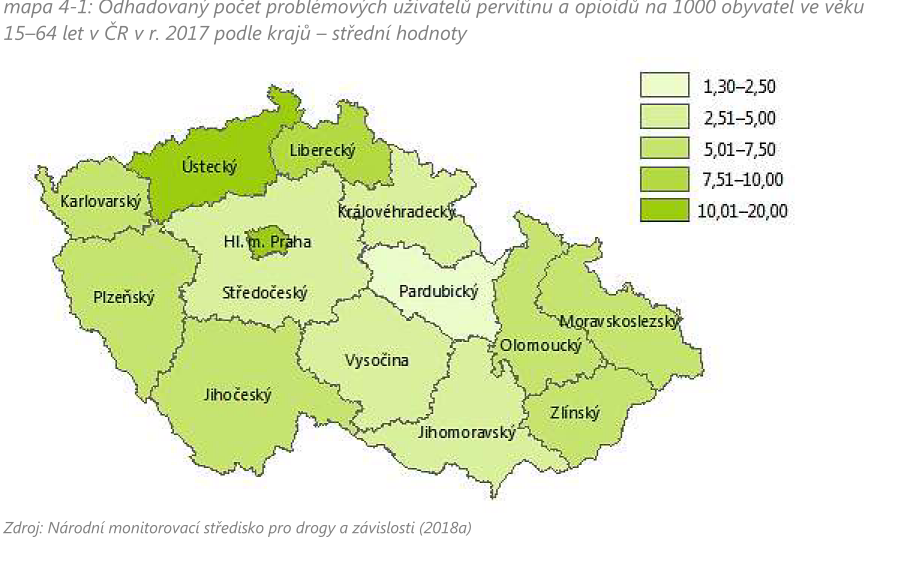 mapa 4-1: Odhadovaný počet problémových uživatelů pervitinu a opioidů na 1000 obyvatel ve věku
15–64 let v ČR v r. 2017 podle krajů – střední hodnoty
1,30–2,50
2,51–5,00
5,01–7,50
7,51–10,00
10,01–20,00
Ústecký
Liberecký
Karlovarský
Královéhradecký
Hl. m. Praha
Plzeňský
Středočeský
Pardubický
Moravskoslezský
Olomoucký
Vysočina
Jihočeský
Zlínský
Jihomoravský
Zdroj: Národní monitorovací středisko pro drogy a závislosti (2018a)